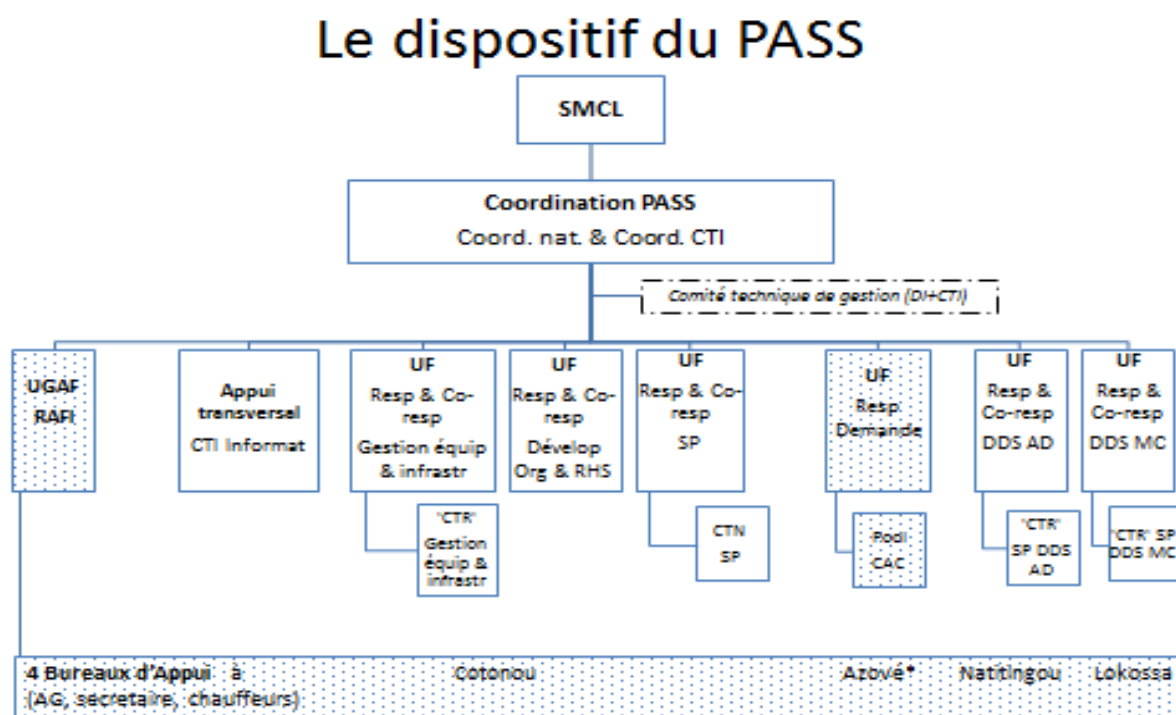 Le dispositif du PASS
SMCL
Coordination PASS
Coord. nat. & Coord. CTI
Comité technique de gestion (DI+CTI)
UGAF
RAFI
Appui
transversal
CTI Informat
UF
Resp & Co-
resp
Gestion équip
& infrastr
UF
Resp & Co-
resp
Dévelop
Org & RHS
UF
Resp & Co-
resp
SP
UF
Resp
Demande
UF
Resp &
Co-resp
DDS AD
UF
Resp &
Co-resp
DDS MC
"CTR"
Gestion
équip &
infrastr
CTN
SP
Pool
CAC
"CTR"
SP DDS
AD
"CTR" SP
DDS MC
4 Bureaux d'Appui à Cotonou Azové* Natitingou Lokossa
(AG, secretaire, chauffeurs)